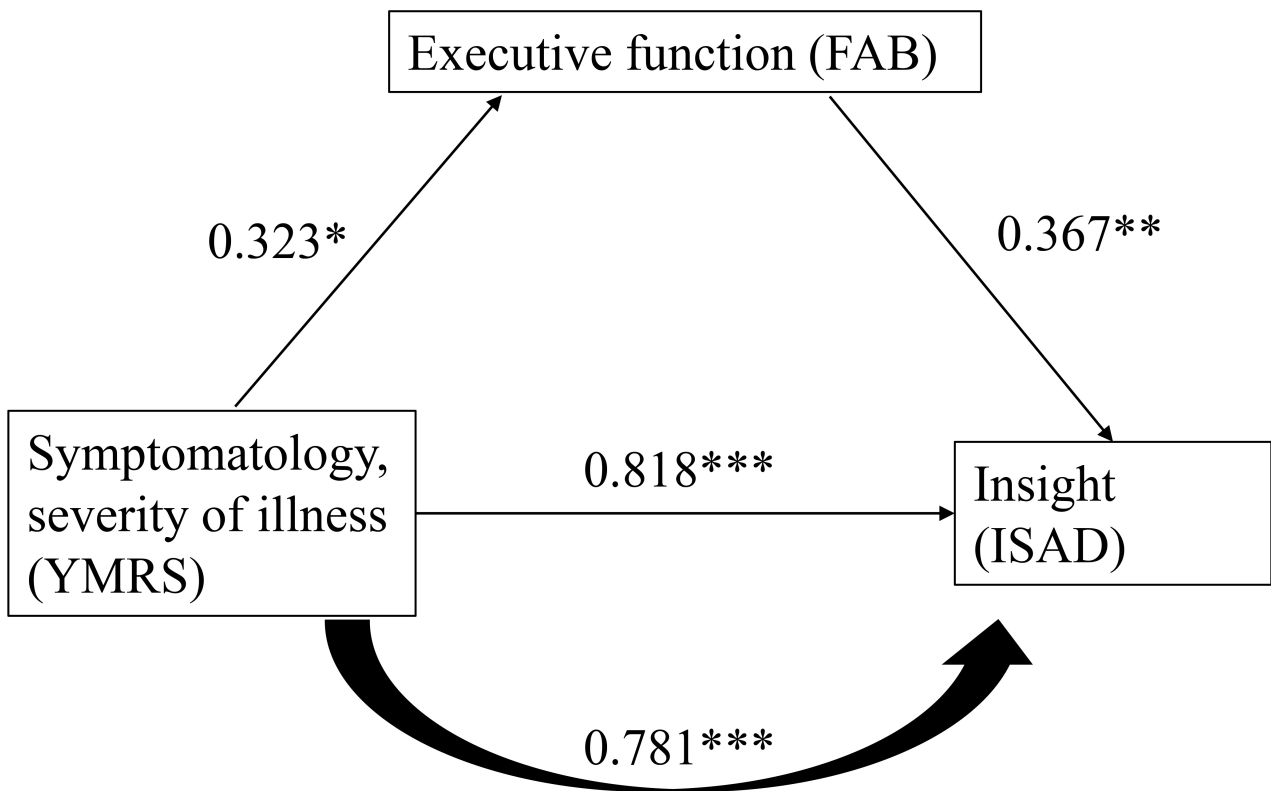 Executive function (FAB)
0.323*
0.367**
Symptomatology,
severity of illness
(YMRS)
0.818***
Insight
(ISAD)
0.781***